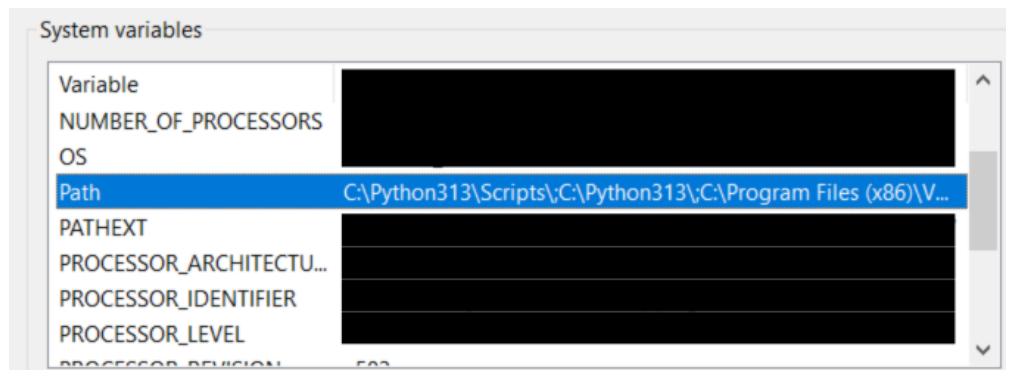 System variables
Variable
NUMBER_OF_PROCESSORS
OS
Path C:\Python313\Scripts\;C:\Python313\;C:\Program Files (x86)\V...
PATHEXT
PROCESSOR_ARCHITECTU...
PROCESSOR_IDENTIFIER
PROCESSOR_LEVEL